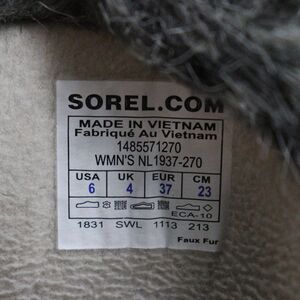 SOREL.COM
MADE IN VIETNAM
Fabriqué Au Vietnam
1485571270
WMN'S NL1937-270
USA UK EUR CM
6 4 37 23
ECA-10
1831 SWL 1113 213
Faux Fur